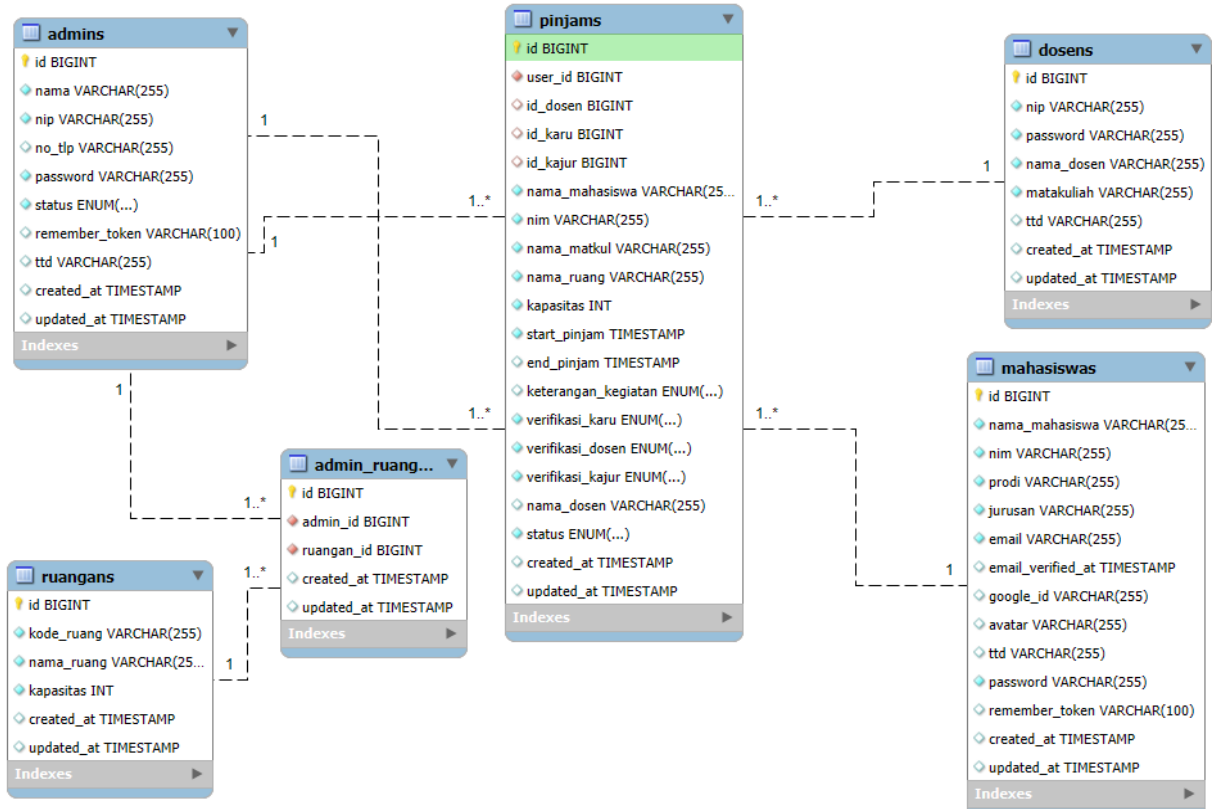 admins
id BIGINT
nama VARCHAR(255)
nip VARCHAR(255)
no_tlp VARCHAR(255)
password VARCHAR(255)
status ENUM(...)
remember_token VARCHAR(100)
ttd VARCHAR(255)
created_at TIMESTAMP
updated_at TIMESTAMP
Indexes
1
1
1
pinjams
id BIGINT
user_id BIGINT
id_dosen BIGINT
id_karu BIGINT
id_kajur BIGINT
nama_mahasiswa VARCHAR(25...
nim VARCHAR(255)
nama_matkul VARCHAR(255)
nama_ruang VARCHAR(255)
kapasitas INT
start_pinjam TIMESTAMP
end_pinjam TIMESTAMP
keterangan_kegiatan ENUM(...)
verifikasi_karu ENUM(...)
verifikasi_dosen ENUM(...)
verifikasi_kajur ENUM(...)
nama_dosen VARCHAR(255)
status ENUM(...)
created_at TIMESTAMP
updated_at TIMESTAMP
Indexes
1..*
1..*
1..*
1..*
dosens
id BIGINT
nip VARCHAR(255)
password VARCHAR(255)
nama_dosen VARCHAR(255)
matakuliah VARCHAR(255)
ttd VARCHAR(255)
created_at TIMESTAMP
updated_at TIMESTAMP
Indexes
1
mahasiswas
id BIGINT
nama_mahasiswa VARCHAR(25...
nim VARCHAR(255)
prodi VARCHAR(255)
jurusan VARCHAR(255)
email VARCHAR(255)
email_verified_at TIMESTAMP
google_id VARCHAR(255)
avatar VARCHAR(255)
ttd VARCHAR(255)
password VARCHAR(255)
remember_token VARCHAR(100)
created_at TIMESTAMP
updated_at TIMESTAMP
Indexes
1
admin_ruang...
id BIGINT
admin_id BIGINT
ruangan_id BIGINT
created_at TIMESTAMP
updated_at TIMESTAMP
Indexes
1..*
1..*
ruangans
id BIGINT
kode_ruang VARCHAR(255)
nama_ruang VARCHAR(25...
kapasitas INT
created_at TIMESTAMP
updated_at TIMESTAMP
Indexes
1